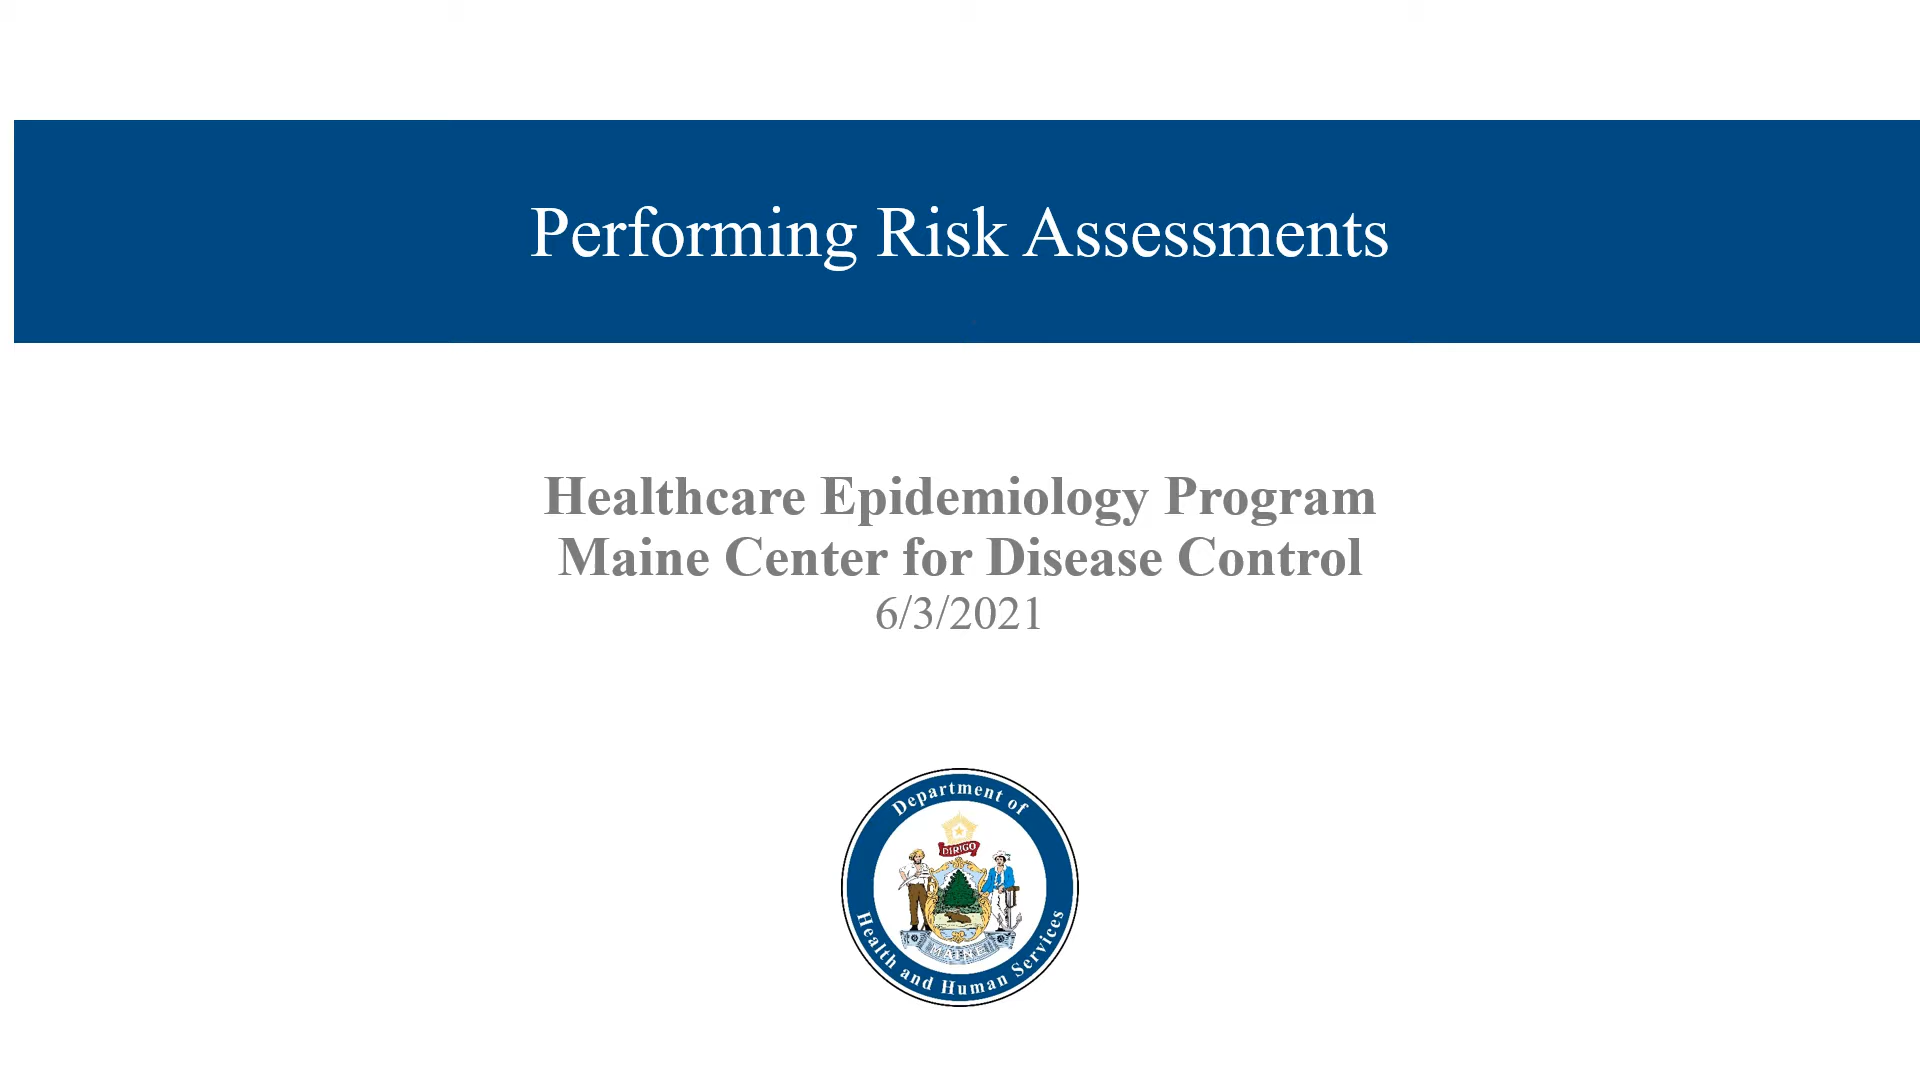 Performing Risk Assessments
Healthcare Epidemiology Program
Maine Center for Disease Control
6/3/2021
Department of
DIRIGO
MAINE
Health and Human Services